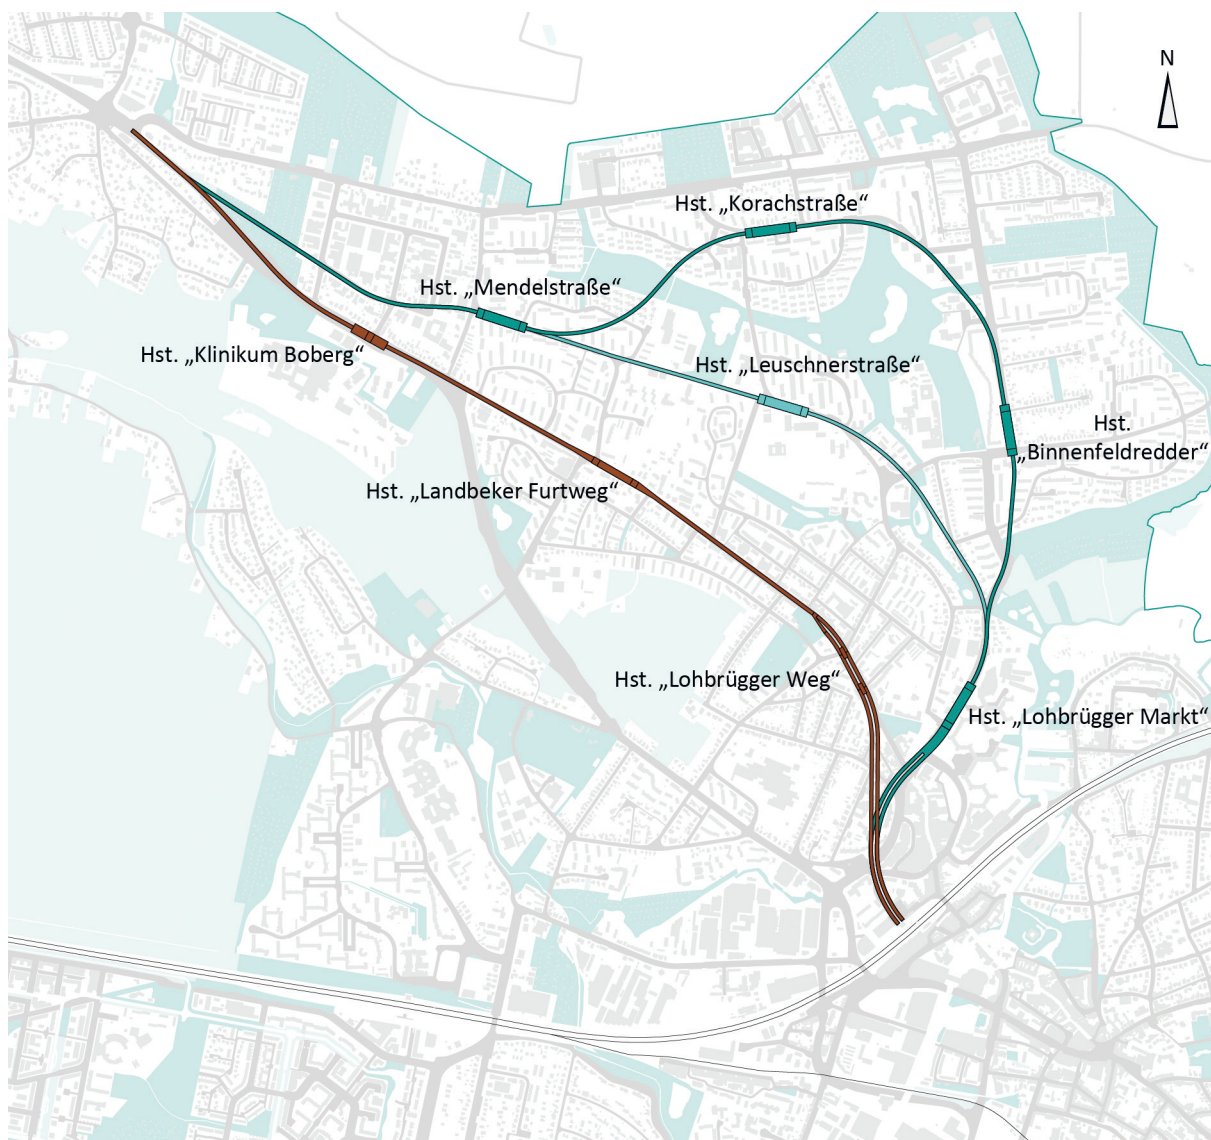 N
Hst. „Korachstraße“
Hst. „Mendelstraße“
Hst. „Klinikum Boberg“
Hst. „Leuschnerstraße“
Hst.
„Binnenfeldredder“
Hst. „Landbeker Furtweg“
Hst. „Lohbrügger Weg“
Hst. „Lohbrügger Markt“